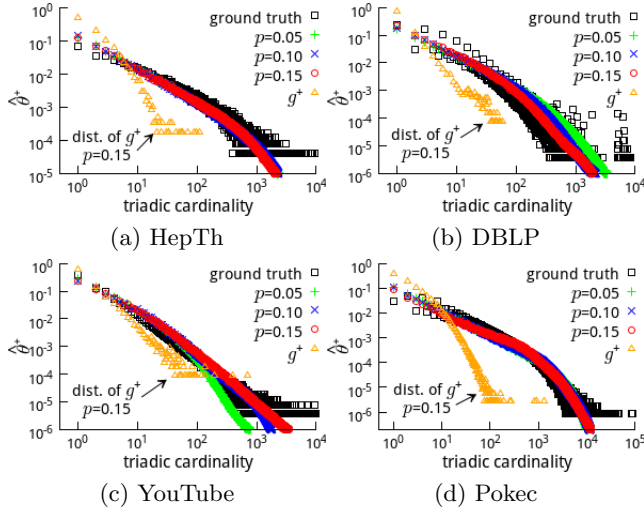 10^0
10^-1
10^-2
10^-3
10^-4
10^-5
θ̂^+
ground truth
p=0.05
p=0.10
p=0.15
g^+
dist. of g^+
p=0.15
10^0 10^1 10^2 10^3 10^4
triadic cardinality
(a) HepTh
10^0
10^-1
10^-2
10^-3
10^-4
10^-5
10^-6
θ̂^+
ground truth
p=0.05
p=0.10
p=0.15
g^+
dist. of g^+
p=0.15
10^0 10^1 10^2 10^3 10^4
triadic cardinality
(b) DBLP
10^0
10^-1
10^-2
10^-3
10^-4
10^-5
10^-6
θ̂^+
ground truth
p=0.05
p=0.10
p=0.15
g^+
dist. of g^+
p=0.15
10^0 10^1 10^2 10^3 10^4
triadic cardinality
(c) YouTube
10^0
10^-1
10^-2
10^-3
10^-4
10^-5
10^-6
θ̂^+
ground truth
p=0.05
p=0.10
p=0.15
g^+
dist. of g^+
p=0.15
10^0 10^1 10^2 10^3 10^4 10^5
triadic cardinality
(d) Pokec